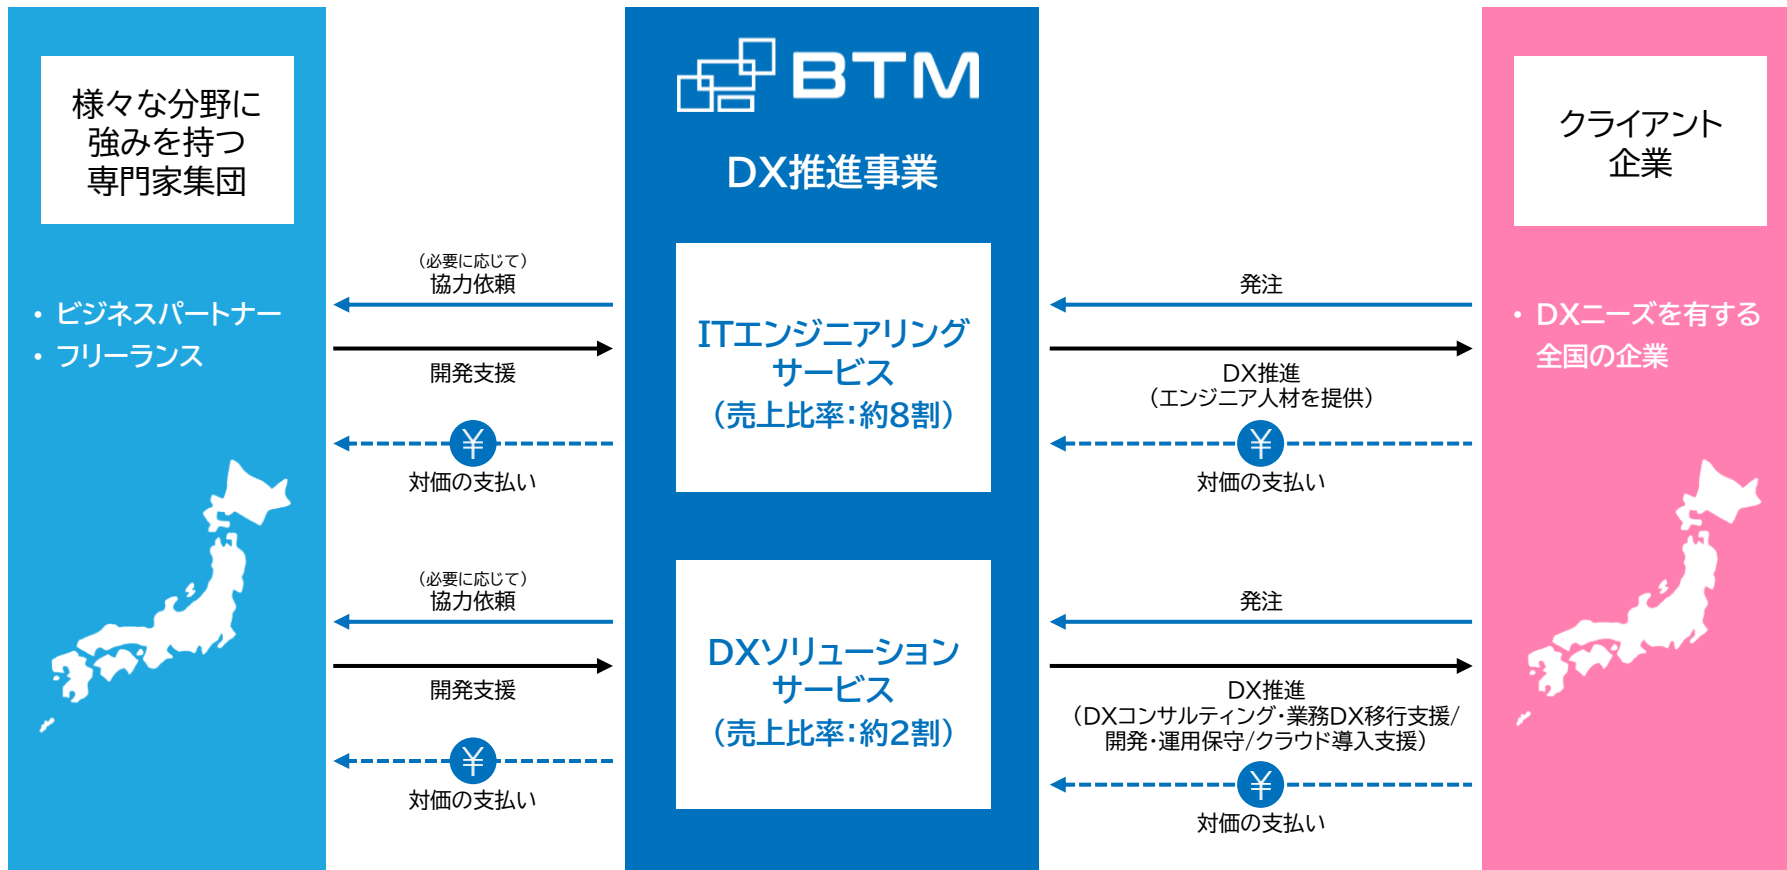 様々な分野に
強みを持つ
専門家集団
・ ビジネスパートナー
・ フリーランス
（必要に応じて）
協力依頼
開発支援
¥
対価の支払い
（必要に応じて）
協力依頼
開発支援
¥
対価の支払い
BTM
DX推進事業
ITエンジニアリング
サービス
（売上比率：約8割）
DXソリューション
サービス
（売上比率：約2割）
発注
DX推進
（エンジニア人材を提供）
¥
対価の支払い
発注
DX推進
（DXコンサルティング・業務DX移行支援/
開発・運用保守/クラウド導入支援）
¥
対価の支払い
クライアント
企業
・ DXニーズを有する
全国の企業